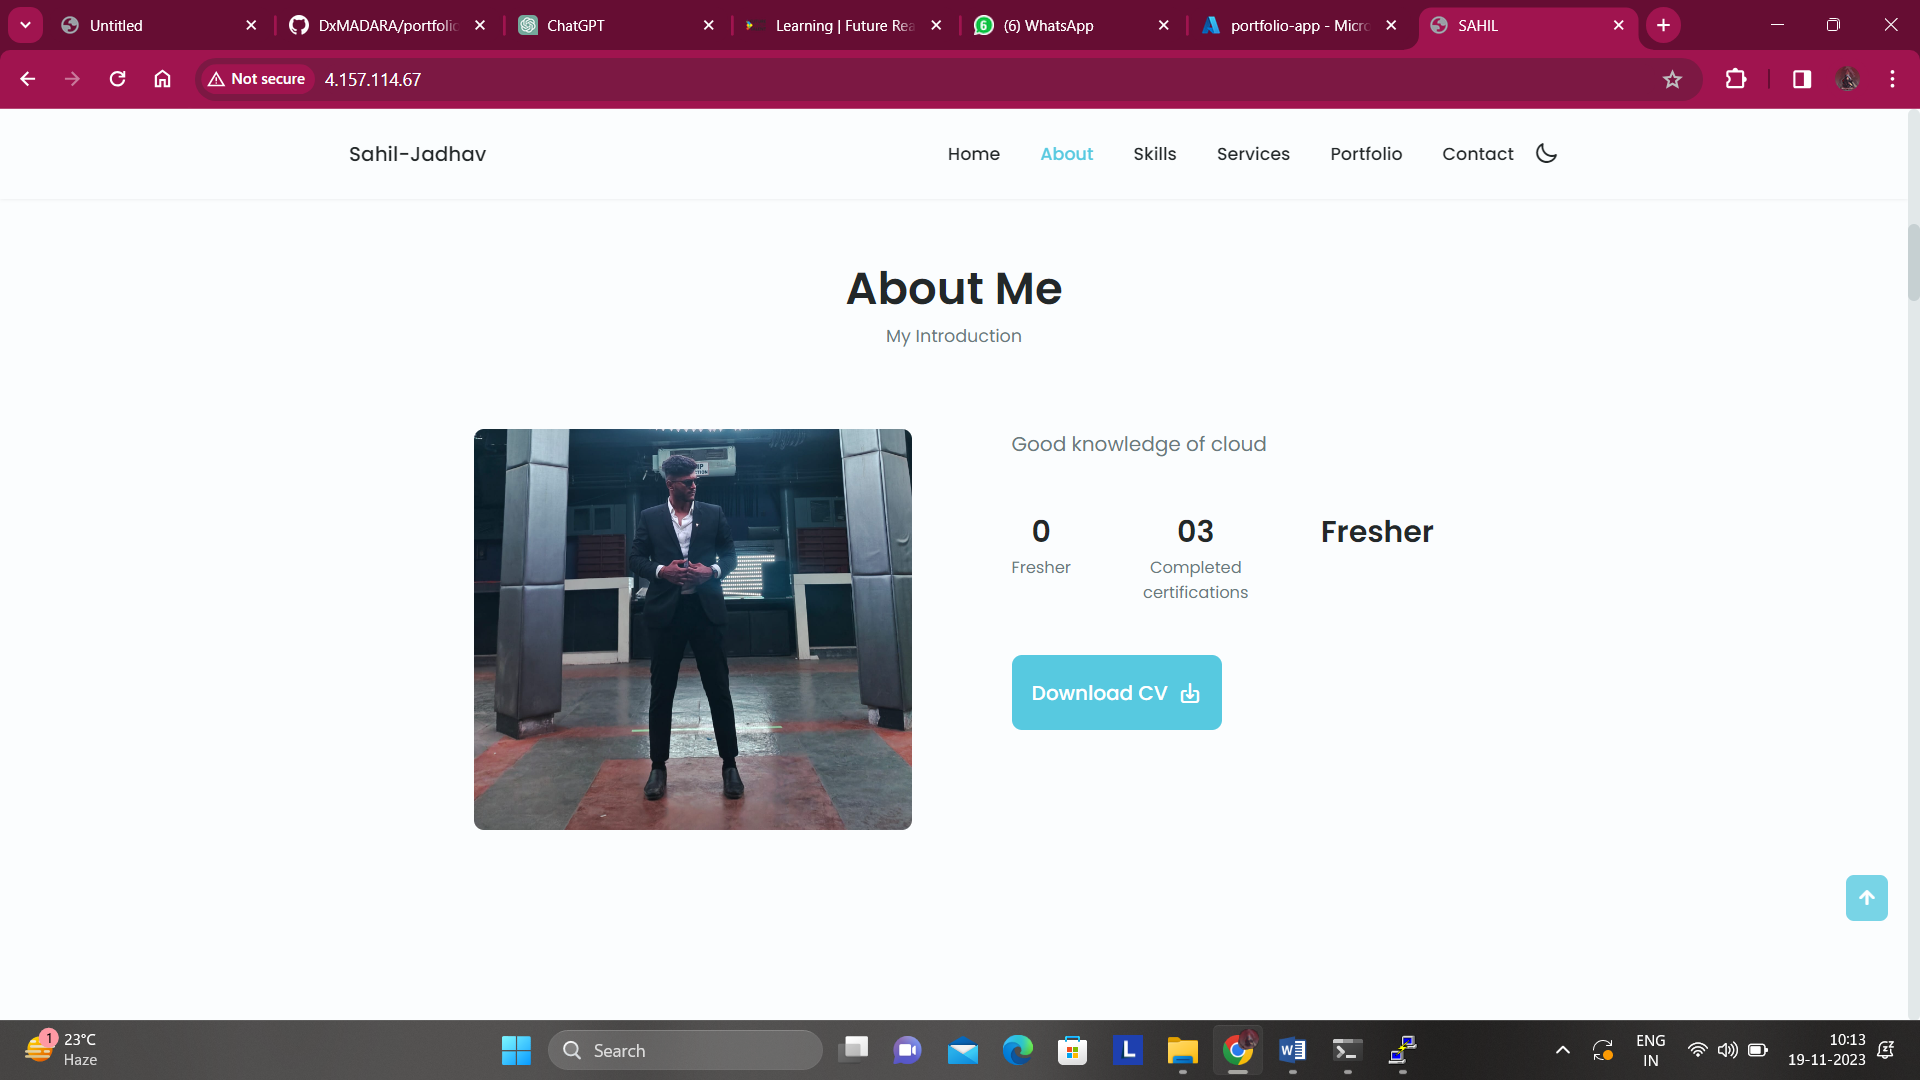 Untitled
DxMADARA/portfolio
ChatGPT
Learning | Future Rea
(6) WhatsApp
portfolio-app - Micro
SAHIL
Not secure
4.157.114.67
Sahil-Jadhav
Home
About
Skills
Services
Portfolio
Contact
About Me
My Introduction
Good knowledge of cloud
0
Fresher
03
Completed
certifications
Fresher
Download CV
1
23°C
Haze
Search
ENG
IN
10:13
19-11-2023